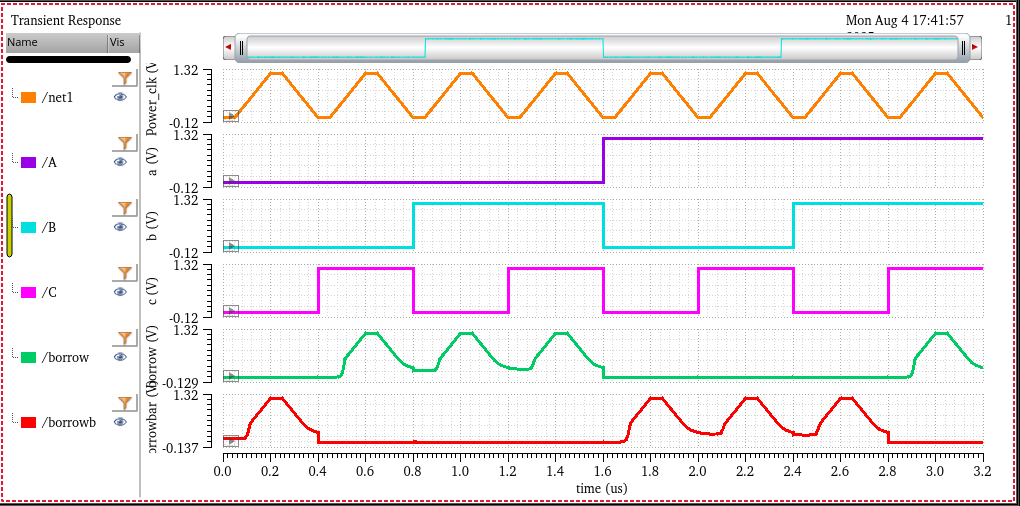 Transient Response
Mon Aug 4 17:41:57
1
Name
Vis
/net1
/A
/B
/C
/borrow
/borrowb
Power_clk (V
1.32
-0.12
a (V)
1.32
-0.12
b (V)
1.32
-0.12
c (V)
1.32
-0.12
borrow (V)
1.32
-0.129
rrowbar (V)
1.32
-0.137
0.0 0.2 0.4 0.6 0.8 1.0 1.2 1.4 1.6 1.8 2.0 2.2 2.4 2.6 2.8 3.0 3.2
time (us)